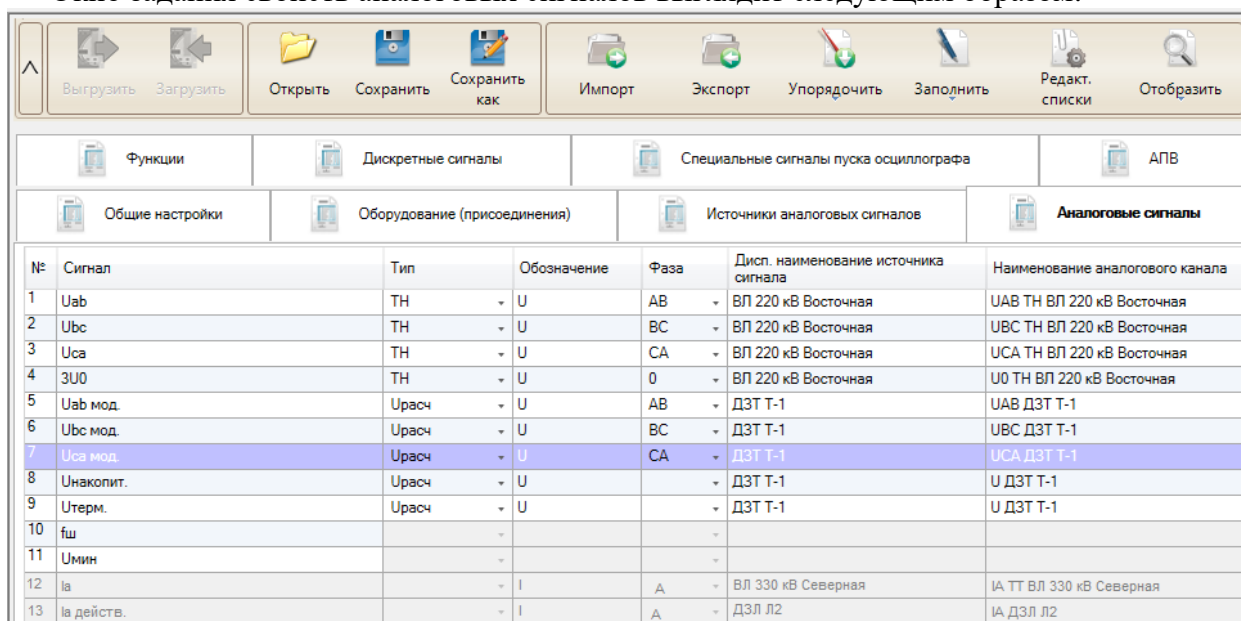 Окно задания свойств аналоговых сигналов выглядит следующим образом:
Выгрузить Загрузить Открыть Сохранить Сохранить как Импорт Экспорт Упорядочить Заполнить Редакт. списки Отобразить
Функции Дискретные сигналы Специальные сигналы пуска осциллографа АПВ
Общие настройки Оборудование (присоединения) Источники аналоговых сигналов Аналоговые сигналы
№ Сигнал Тип Обозначение Фаза Дисп. наименование источника сигнала Наименование аналогового канала
1 Uab ТН U AB ВЛ 220 кВ Восточная UAB ТН ВЛ 220 кВ Восточная
2 Ubc ТН U BC ВЛ 220 кВ Восточная UBC ТН ВЛ 220 кВ Восточная
3 Uca ТН U CA ВЛ 220 кВ Восточная UCA ТН ВЛ 220 кВ Восточная
4 3U0 ТН U 0 ВЛ 220 кВ Восточная U0 ТН ВЛ 220 кВ Восточная
5 Uab мод. Uрасч U AB ДЗТ Т-1 UAB ДЗТ Т-1
6 Ubc мод. Uрасч U BC ДЗТ Т-1 UBC ДЗТ Т-1
7 Uca мод. Uрасч U CA ДЗТ Т-1 UCA ДЗТ Т-1
8 Uнакопит. Uрасч U ДЗТ Т-1 U ДЗТ Т-1
9 Uтерм. Uрасч U ДЗТ Т-1 U ДЗТ Т-1
10 fш
11 Uмин
12 Ia I A ВЛ 330 кВ Северная IA ТТ ВЛ 330 кВ Северная
13 Ia действ. I A ДЗЛ Л2 IA ДЗЛ Л2